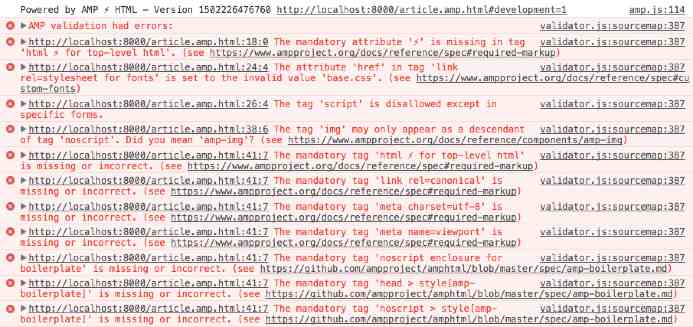 Powered by AMP ⚡ HTML – Version 1502226476760 http://localhost:8000/article.amp.html#development=1 amp.js:114
AMP validation had errors: validator.js:sourcemap:387
http://localhost:8000/article.amp.html:18:0 The mandatory attribute '⚡' is missing in tag validator.js:sourcemap:387
'html ⚡ for top-level html'. (see https://www.ampproject.org/docs/reference/spec#required-markup)
http://localhost:8000/article.amp.html:24:4 The attribute 'href' in tag 'link validator.js:sourcemap:387
rel=stylesheet for fonts' is set to the invalid value 'base.css'. (see https://www.ampproject.org/docs/reference/spec#cu
stom-fonts)
http://localhost:8000/article.amp.html:26:4 The tag 'script' is disallowed except in validator.js:sourcemap:387
specific forms.
http://localhost:8000/article.amp.html:38:6 The tag 'img' may only appear as a descendant validator.js:sourcemap:387
of tag 'noscript'. Did you mean 'amp-img'? (see https://www.ampproject.org/docs/reference/components/amp-img)
http://localhost:8000/article.amp.html:41:7 The mandatory tag 'html ⚡ for top-level html' validator.js:sourcemap:387
is missing or incorrect. (see https://www.ampproject.org/docs/reference/spec#required-markup)
http://localhost:8000/article.amp.html:41:7 The mandatory tag 'link rel=canonical' is validator.js:sourcemap:387
missing or incorrect. (see https://www.ampproject.org/docs/reference/spec#required-markup)
http://localhost:8000/article.amp.html:41:7 The mandatory tag 'meta charset=utf-8' is validator.js:sourcemap:387
missing or incorrect. (see https://www.ampproject.org/docs/reference/spec#required-markup)
http://localhost:8000/article.amp.html:41:7 The mandatory tag 'meta name=viewport' is validator.js:sourcemap:387
missing or incorrect. (see https://www.ampproject.org/docs/reference/spec#required-markup)
http://localhost:8000/article.amp.html:41:7 The mandatory tag 'noscript enclosure for validator.js:sourcemap:387
boilerplate' is missing or incorrect. (see https://github.com/ampproject/amphtml/blob/master/spec/amp-boilerplate.md)
http://localhost:8000/article.amp.html:41:7 The mandatory tag 'head > style[amp- validator.js:sourcemap:387
boilerplate]' is missing or incorrect. (see https://github.com/ampproject/amphtml/blob/master/spec/amp-boilerplate.md)
http://localhost:8000/article.amp.html:41:7 The mandatory tag 'noscript > style[amp- validator.js:sourcemap:387
boilerplate]' is missing or incorrect. (see https://github.com/ampproject/amphtml/blob/master/spec/amp-boilerplate.md)